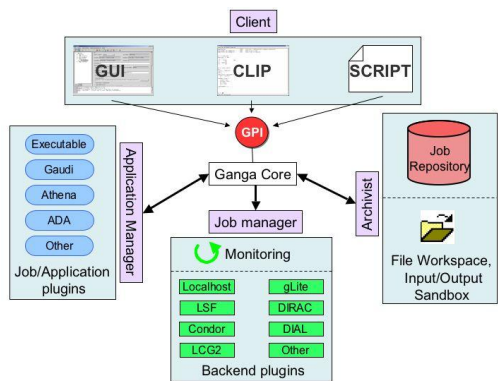 Client
GUI
CLIP
SCRIPT
GPI
Ganga Core
Application Manager
Executable
Gaudi
Athena
ADA
Other
Job/Application
plugins
Job manager
Monitoring
Localhost
gLite
LSF
DIRAC
Condor
DIAL
LCG2
Other
Backend plugins
Archivist
Job
Repository
File Workspace,
Input/Output
Sandbox